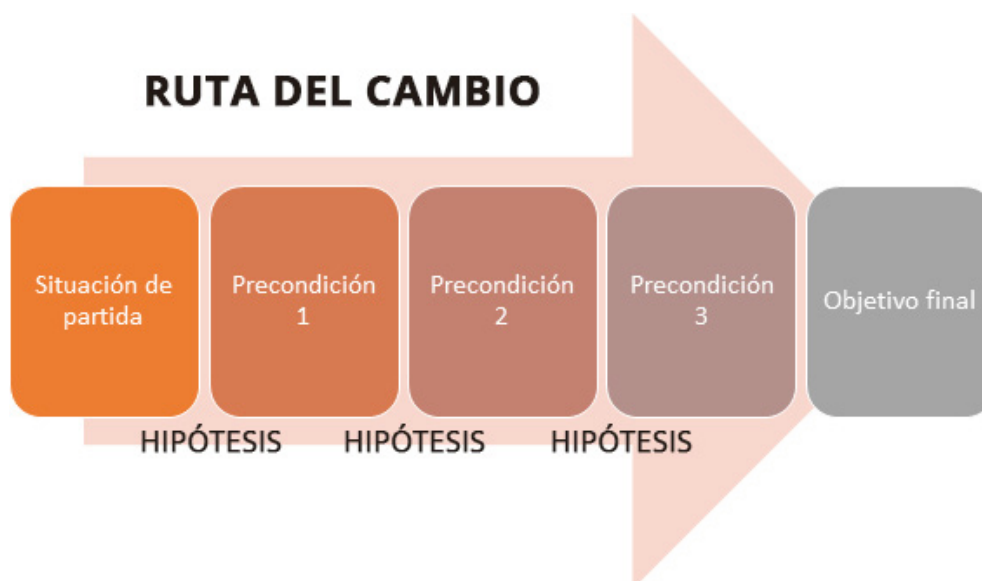 RUTA DEL CAMBIO
Situación de
partida
Precondición
1
Precondición
2
Precondición
3
Objetivo final
HIPÓTESIS
HIPÓTESIS
HIPÓTESIS